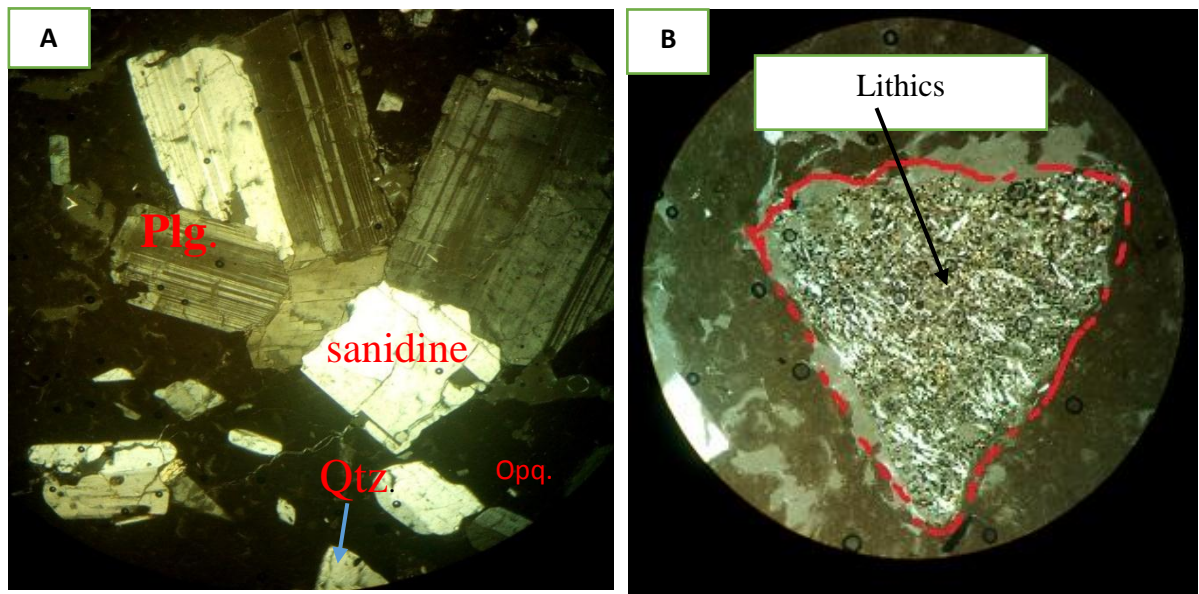 A
Plg.
sanidine
Qtz.
Opq.
B
Lithics